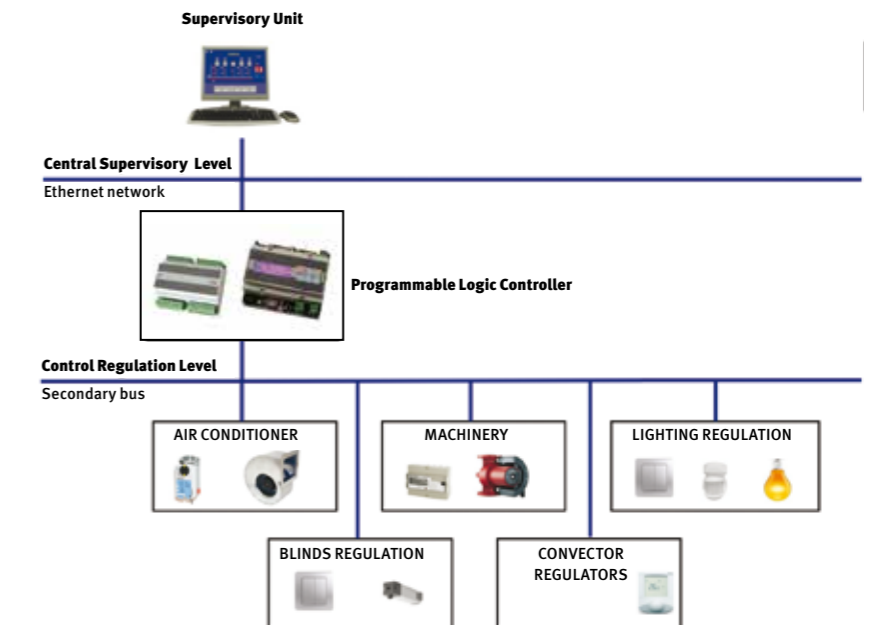 Supervisory Unit
Central Supervisory Level
Ethernet network
Programmable Logic Controller
Control Regulation Level
Secondary bus
AIR CONDITIONER
MACHINERY
LIGHTING REGULATION
BLINDS REGULATION
CONVECTOR
REGULATORS